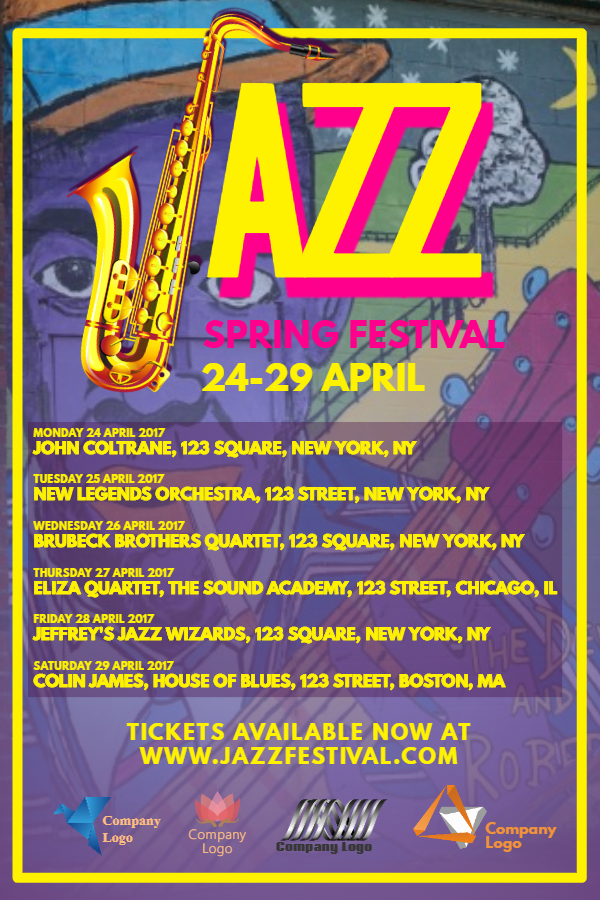 JAZZ
SPRING FESTIVAL
24-29 APRIL
MONDAY 24 APRIL 2017
JOHN COLTRANE, 123 SQUARE, NEW YORK, NY
TUESDAY 25 APRIL 2017
NEW LEGENDS ORCHESTRA, 123 STREET, NEW YORK, NY
WEDNESDAY 26 APRIL 2017
BRUBECK BROTHERS QUARTET, 123 SQUARE, NEW YORK, NY
THURSDAY 27 APRIL 2017
ELIZA QUARTET, THE SOUND ACADEMY, 123 STREET, CHICAGO, IL
FRIDAY 28 APRIL 2017
JEFFREY'S JAZZ WIZARDS, 123 SQUARE, NEW YORK, NY
SATURDAY 29 APRIL 2017
COLIN JAMES, HOUSE OF BLUES, 123 STREET, BOSTON, MA
THE
AND
TICKETS AVAILABLE NOW AT
WWW.JAZZFESTIVAL.COM
Company
Logo
Company
Logo
Company Logo
Company
Logo